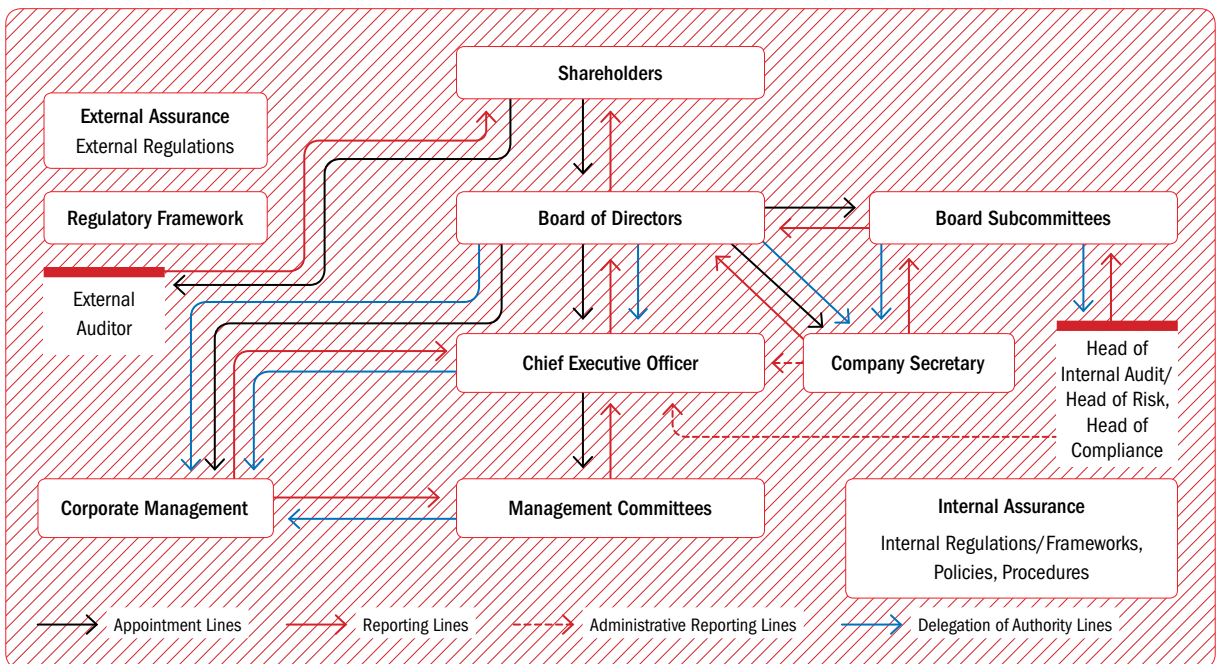 Shareholders
External Assurance
External Regulations
Regulatory Framework
Board of Directors
Board Subcommittees
External
Auditor
Chief Executive Officer
Company Secretary
Head of
Internal Audit/
Head of Risk,
Head of
Compliance
Corporate Management
Management Committees
Internal Assurance
Internal Regulations/Frameworks,
Policies, Procedures
Appointment Lines
Reporting Lines
Administrative Reporting Lines
Delegation of Authority Lines